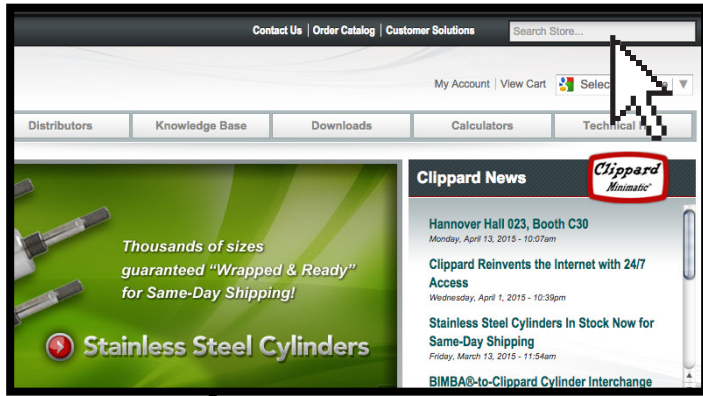 Contact Us | Order Catalog | Customer Solutions
Search Store...
My Account | View Cart
Distributors
Knowledge Base
Downloads
Calculators
Thousands of sizes
guaranteed “Wrapped & Ready”
for Same-Day Shipping!
Stainless Steel Cylinders
Clippard News
Clippard
Minimatic®
Hannover Hall 023, Booth C30
Monday, April 13, 2015 - 10:07am
Clippard Reinvents the Internet with 24/7
Access
Wednesday, April 1, 2015 - 10:39pm
Stainless Steel Cylinders In Stock Now for
Same-Day Shipping
Friday, March 13, 2015 - 11:54am
BIMBA®-to-Clippard Cylinder Interchange